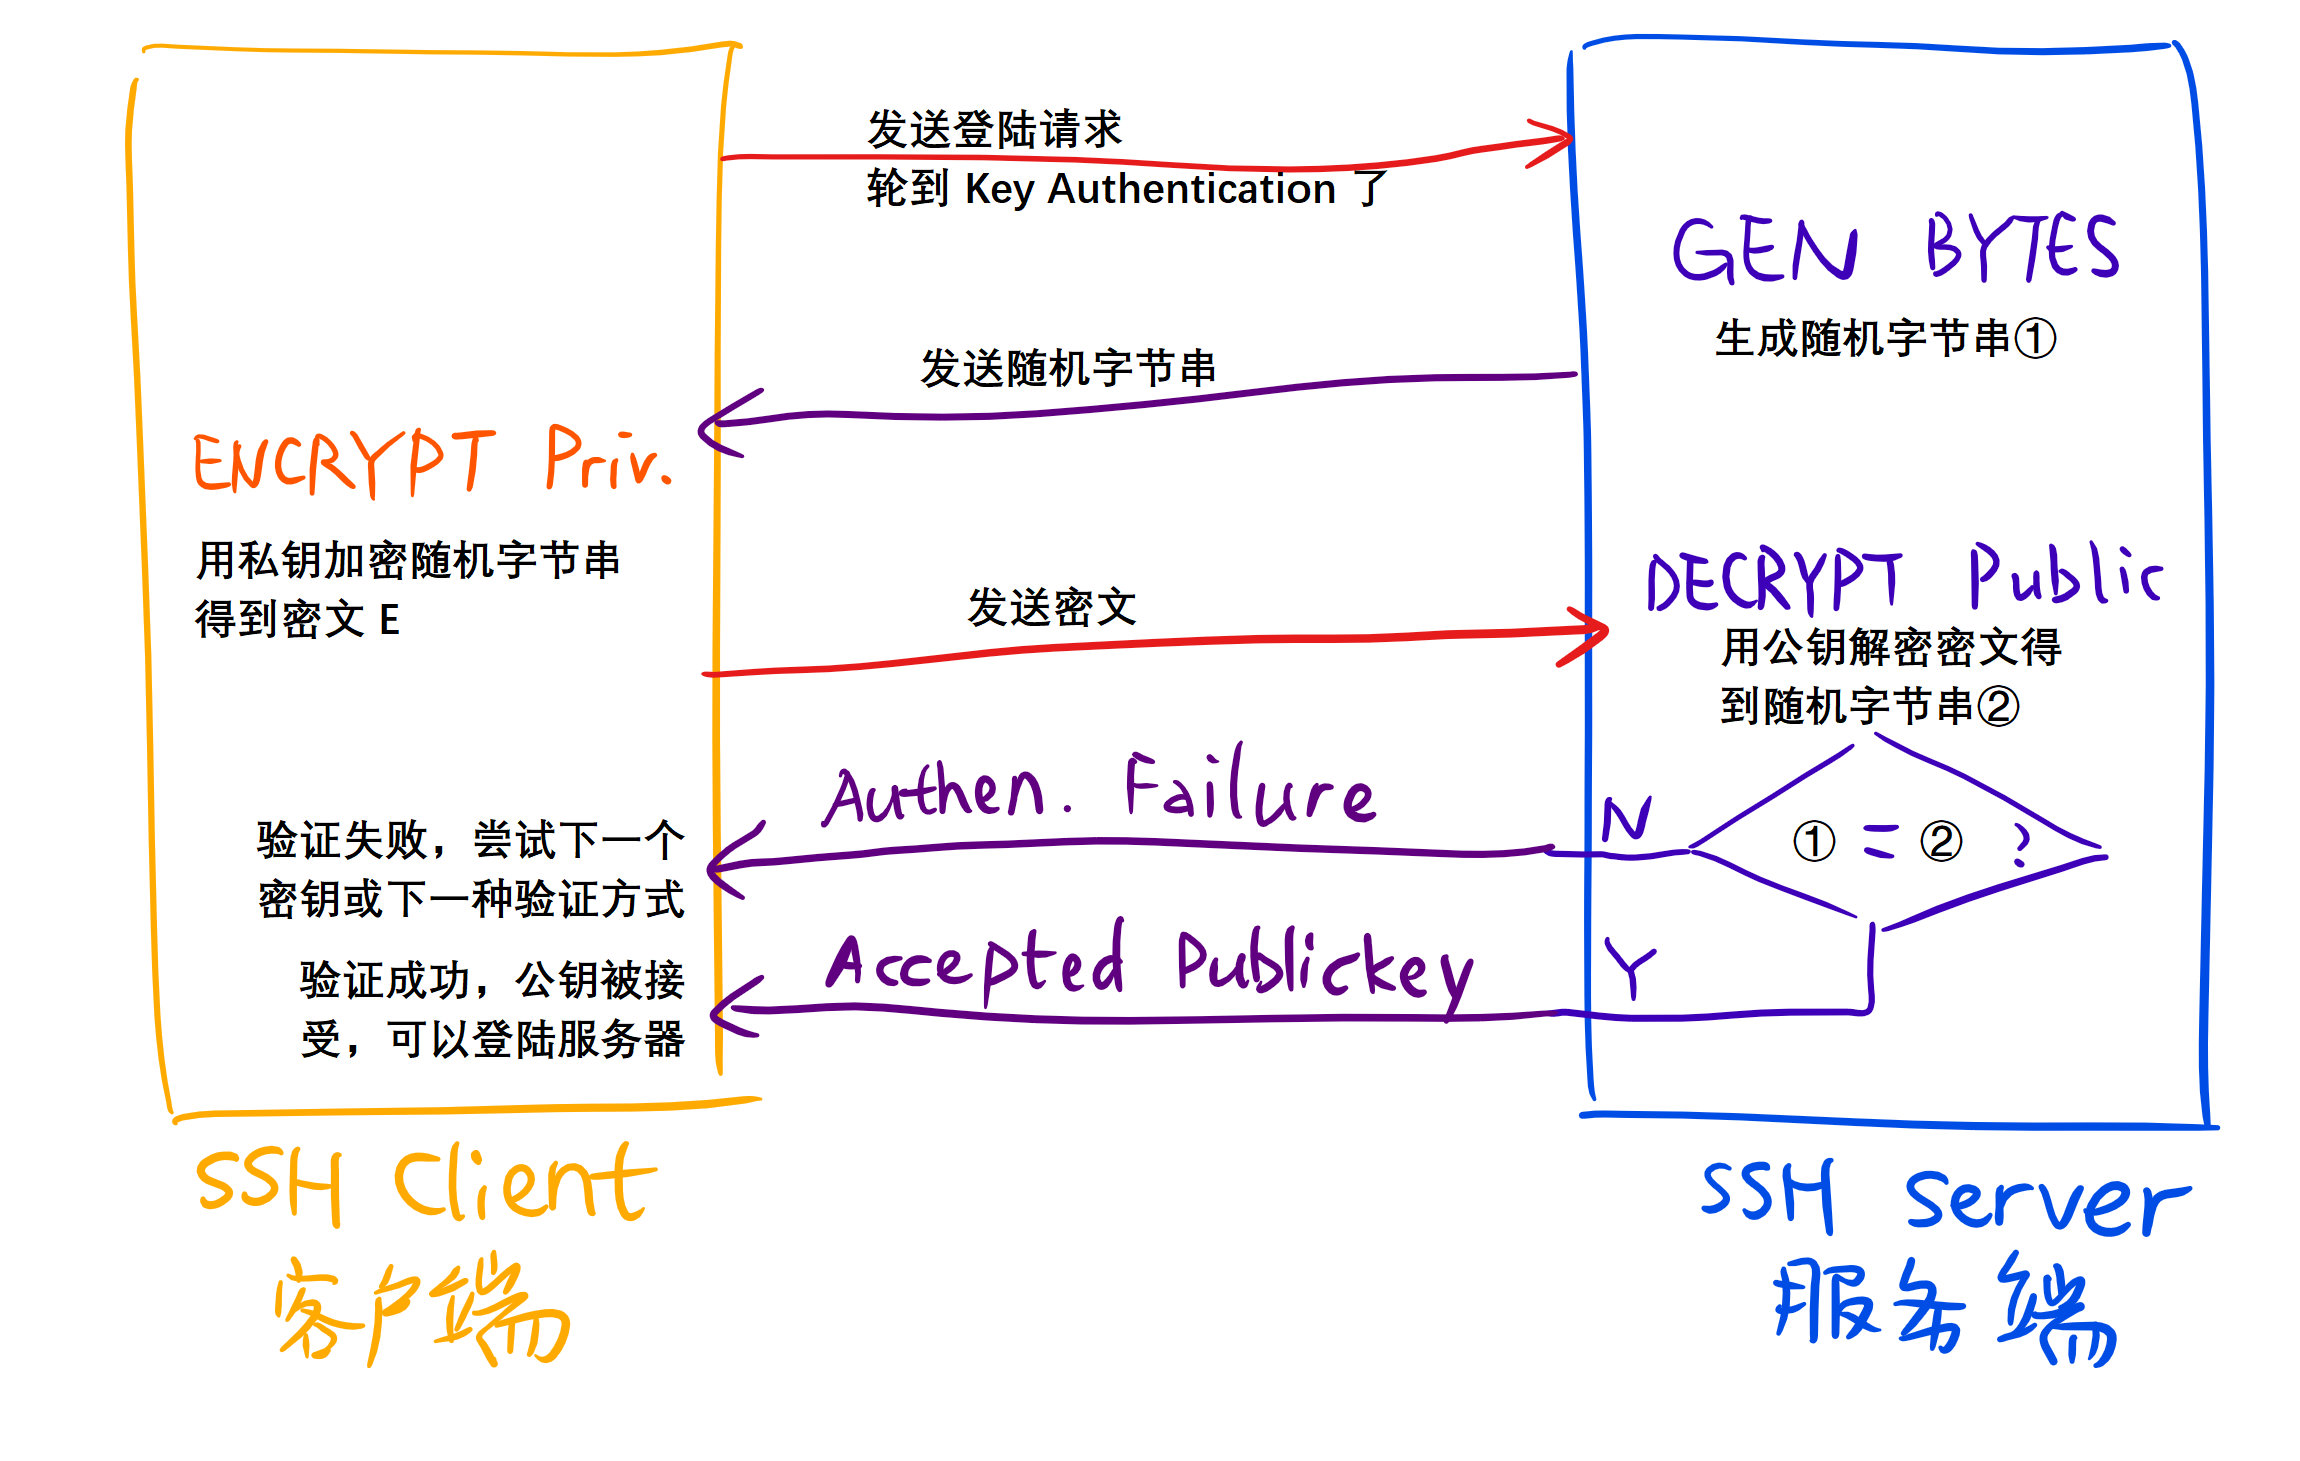 发送登陆请求
轮到 Key Authentication 了
GEN BYTES
生成随机字节串①
发送随机字节串
ENCRYPT Priv.
用私钥加密随机字节串
得到密文 E
发送密文
DECRYPT Public
用公钥解密密文得
到随机字节串②
Authen. Failure
N
① = ② ?
验证失败，尝试下一个
密钥或下一种验证方式
Accepted Publickey
Y
验证成功，公钥被接
受，可以登陆服务器
SSH Client
客户端
SSH Server
服务端